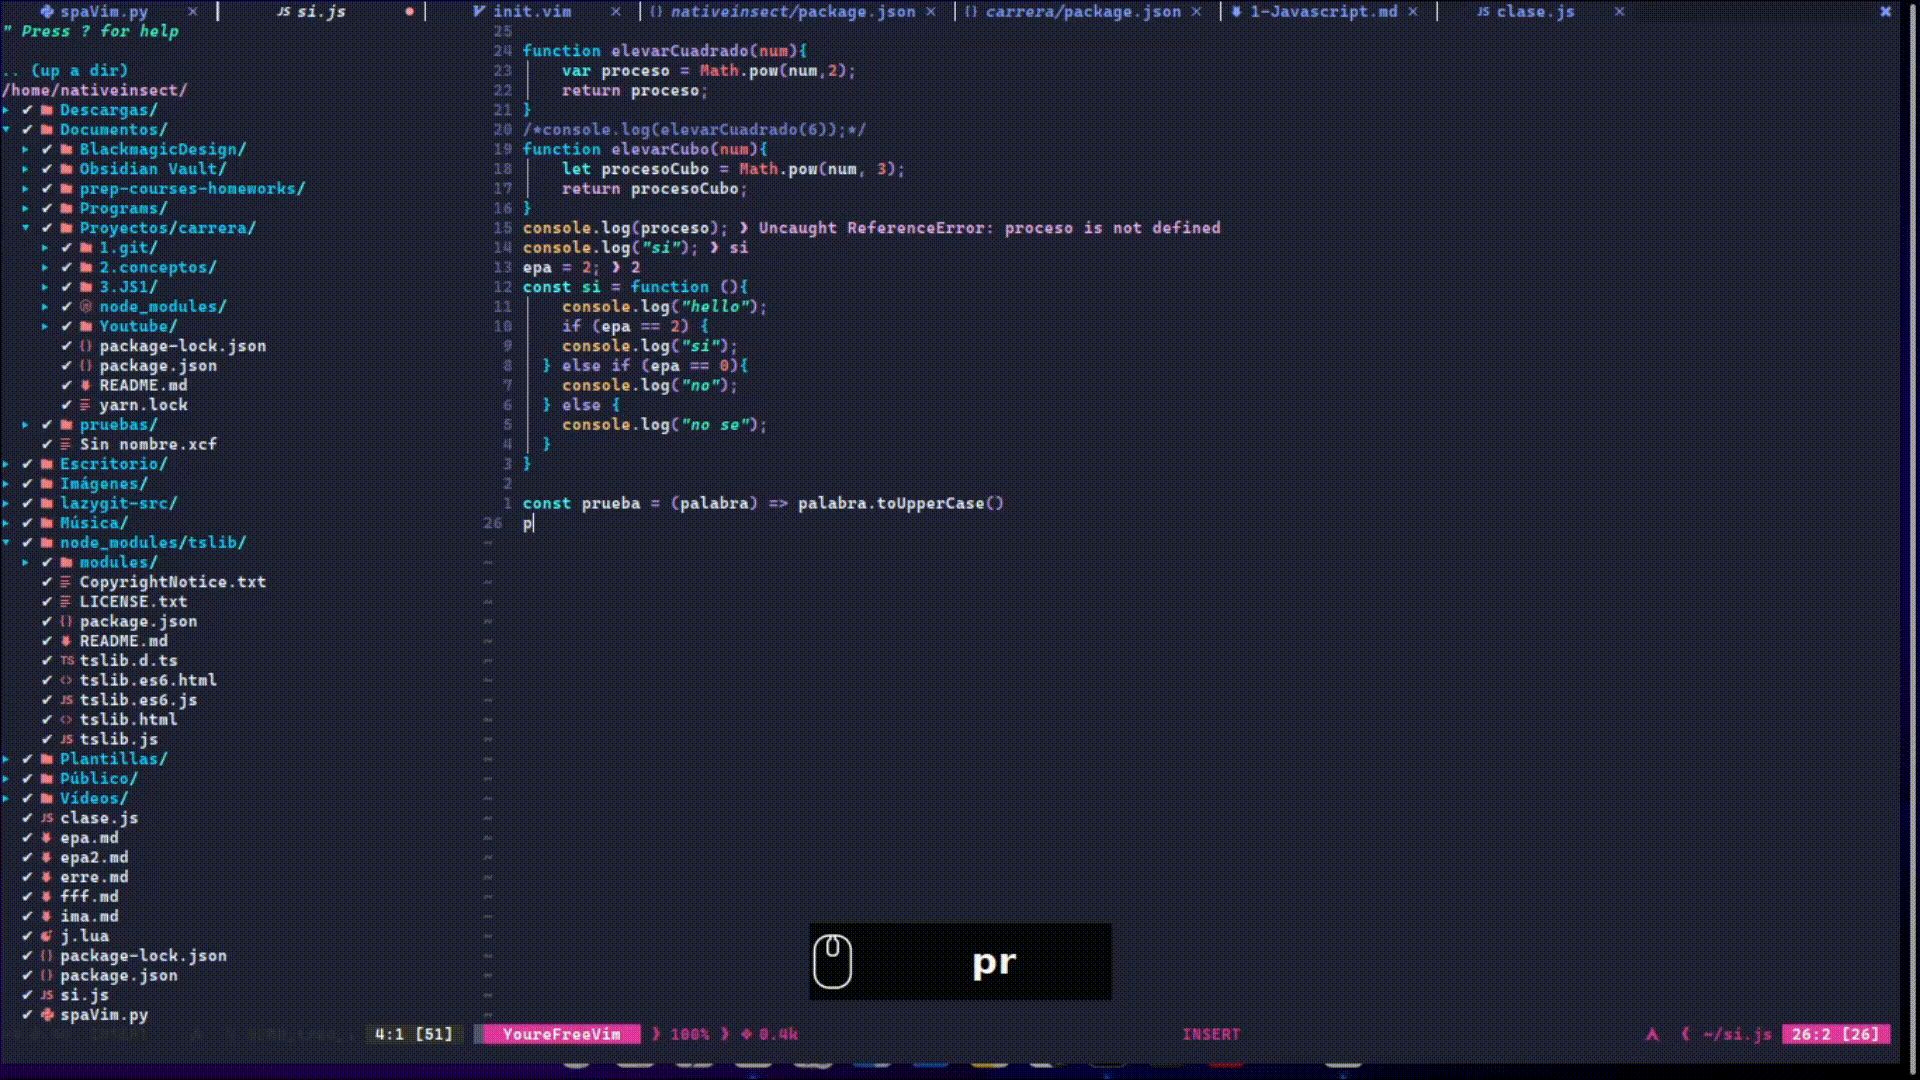 spaVim.py ×
si.js
init.vim ×
nativeinsect/package.json ×
carrera/package.json ×
1-Javascript.md ×
clase.js ×
" Press ? for help
.. (up a dir)
/home/nativeinsect/
Descargas/
Documentos/
BlackmagicDesign/
Obsidian Vault/
prep-courses-homeworks/
Programs/
Proyectos/carrera/
1.git/
2.conceptos/
3.JS1/
node_modules/
Youtube/
package-lock.json
package.json
README.md
yarn.lock
pruebas/
Sin nombre.xcf
Escritorio/
Imágenes/
lazygit-src/
Música/
node_modules/tslib/
modules/
CopyrightNotice.txt
LICENSE.txt
package.json
README.md
tslib.d.ts
tslib.es6.html
tslib.es6.js
tslib.html
tslib.js
Plantillas/
Público/
Vídeos/
clase.js
epa.md
epa2.md
erre.md
fff.md
ima.md
j.lua
package-lock.json
package.json
si.js
spaVim.py
25
24 function elevarCuadrado(num){
23 var proceso = Math.pow(num,2);
22 return proceso;
21 }
20 /*console.log(elevarCuadrado(6));*/
19 function elevarCubo(num){
18 let procesoCubo = Math.pow(num, 3);
17 return procesoCubo;
16 }
15 console.log(proceso); ❯ Uncaught ReferenceError: proceso is not defined
14 console.log("si"); ❯ si
13 epa = 2; ❯ 2
12 const si = function (){
11 console.log("hello");
10 if (epa == 2) {
9 console.log("si");
8 } else if (epa == 0){
7 console.log("no");
6 } else {
5 console.log("no se");
4 }
3 }
2
1 const prueba = (palabra) => palabra.toUpperCase()
26 p
pr
4:1 [51] YoureFreeVim ❯ 100% ❯ 0.4k INSERT ❮ ~/si.js 26:2 [26]